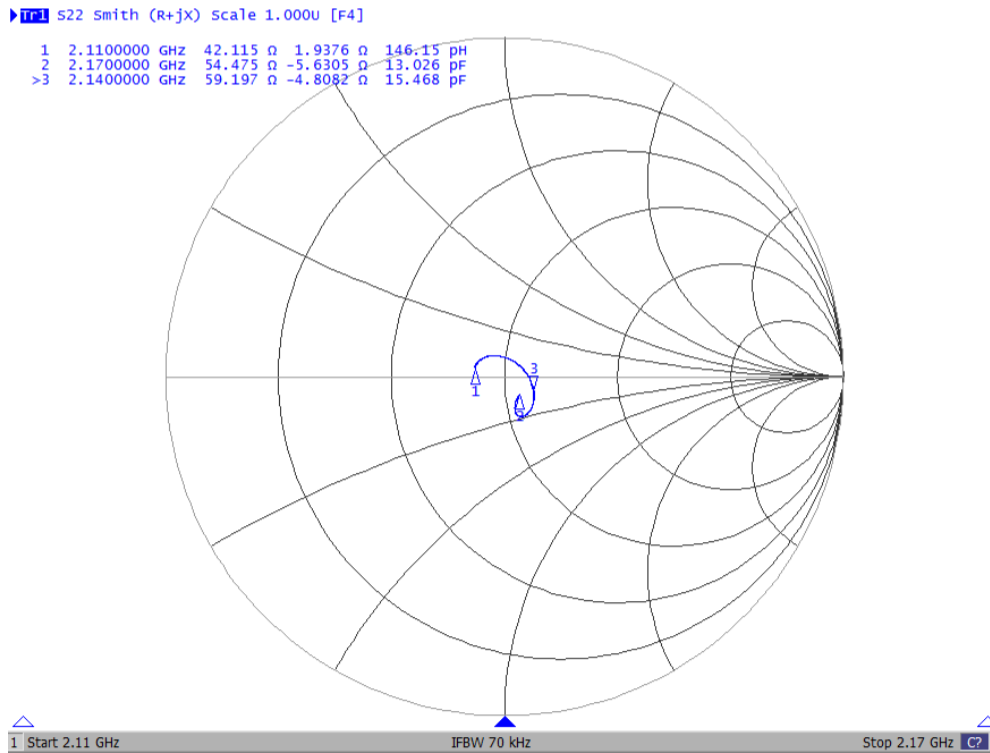 Tr1 S22 Smith (R+jX) Scale 1.000U [F4]
1 2.1100000 GHz 42.115 Ω 1.9376 Ω 146.15 pH
2 2.1700000 GHz 54.475 Ω -5.6305 Ω 13.026 pF
>3 2.1400000 GHz 59.197 Ω -4.8082 Ω 15.468 pF
3
1
2
1 Start 2.11 GHz IFBW 70 kHz Stop 2.17 GHz C?